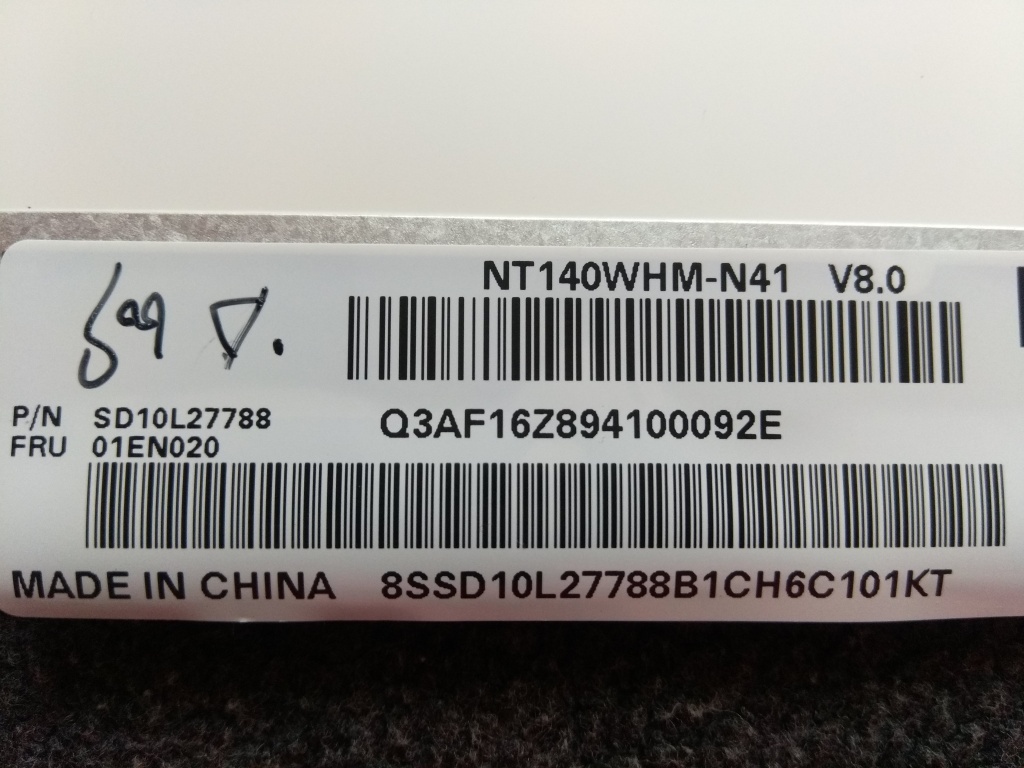 NT140WHM-N41 V8.0
P/N SD10L27788
Q3AF16Z894100092E
FRU 01EN020
MADE IN CHINA 8SSD10L27788B1CH6C101KT